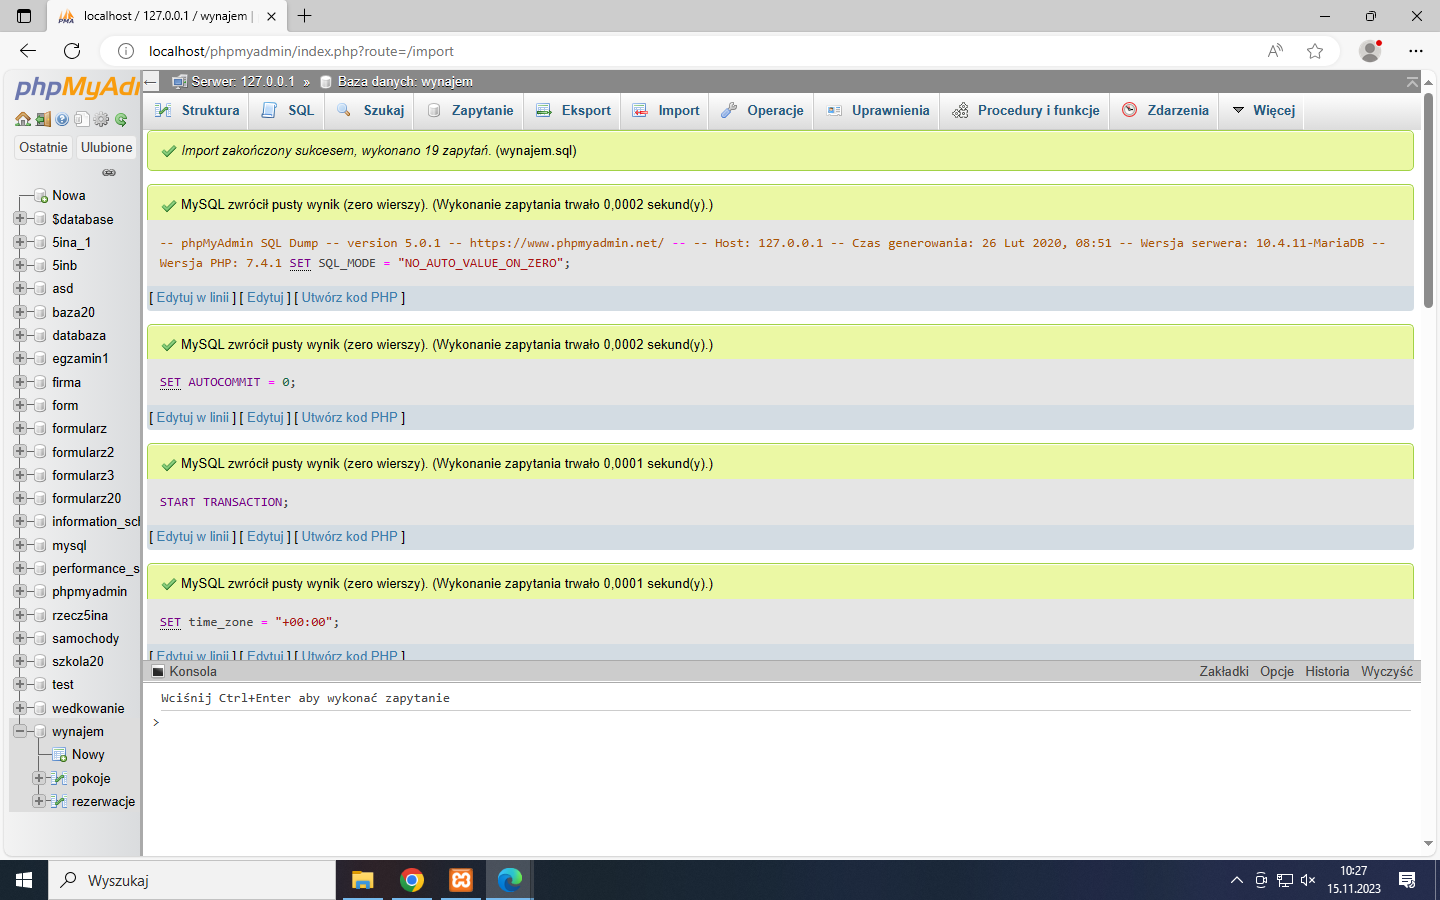 localhost / 127.0.0.1 / wynajem |
localhost/phpmyadmin/index.php?route=/import
phpMyAdm
Ostatnie Ulubione
Nowa
$database
5ina_1
5inb
asd
baza20
databaza
egzamin1
firma
form
formularz
formularz2
formularz3
formularz20
information_scl
mysql
performance_s
phpmyadmin
rzecz5ina
samochody
szkola20
test
wedkowanie
wynajem
Nowy
pokoje
rezerwacje
Serwer: 127.0.0.1 » Baza danych: wynajem
Struktura SQL Szukaj Zapytanie Eksport Import Operacje Uprawnienia Procedury i funkcje Zdarzenia Więcej
Import zakończony sukcesem, wykonano 19 zapytań. (wynajem.sql)
MySQL zwrócił pusty wynik (zero wierszy). (Wykonanie zapytania trwało 0,0002 sekund(y).)
-- phpMyAdmin SQL Dump -- version 5.0.1 -- https://www.phpmyadmin.net/ -- -- Host: 127.0.0.1 -- Czas generowania: 26 Lut 2020, 08:51 -- Wersja serwera: 10.4.11-MariaDB --
Wersja PHP: 7.4.1 SET SQL_MODE = "NO_AUTO_VALUE_ON_ZERO";
[ Edytuj w linii ] [ Edytuj ] [ Utwórz kod PHP ]
MySQL zwrócił pusty wynik (zero wierszy). (Wykonanie zapytania trwało 0,0002 sekund(y).)
SET AUTOCOMMIT = 0;
[ Edytuj w linii ] [ Edytuj ] [ Utwórz kod PHP ]
MySQL zwrócił pusty wynik (zero wierszy). (Wykonanie zapytania trwało 0,0001 sekund(y).)
START TRANSACTION;
[ Edytuj w linii ] [ Edytuj ] [ Utwórz kod PHP ]
MySQL zwrócił pusty wynik (zero wierszy). (Wykonanie zapytania trwało 0,0001 sekund(y).)
SET time_zone = "+00:00";
[ Edytuj w linii ] [ Edytuj ] [ Utwórz kod PHP ]
Konsola Zakładki Opcje Historia Wyczyść
Wciśnij Ctrl+Enter aby wykonać zapytanie
>
Wyszukaj
10:27
15.11.2023